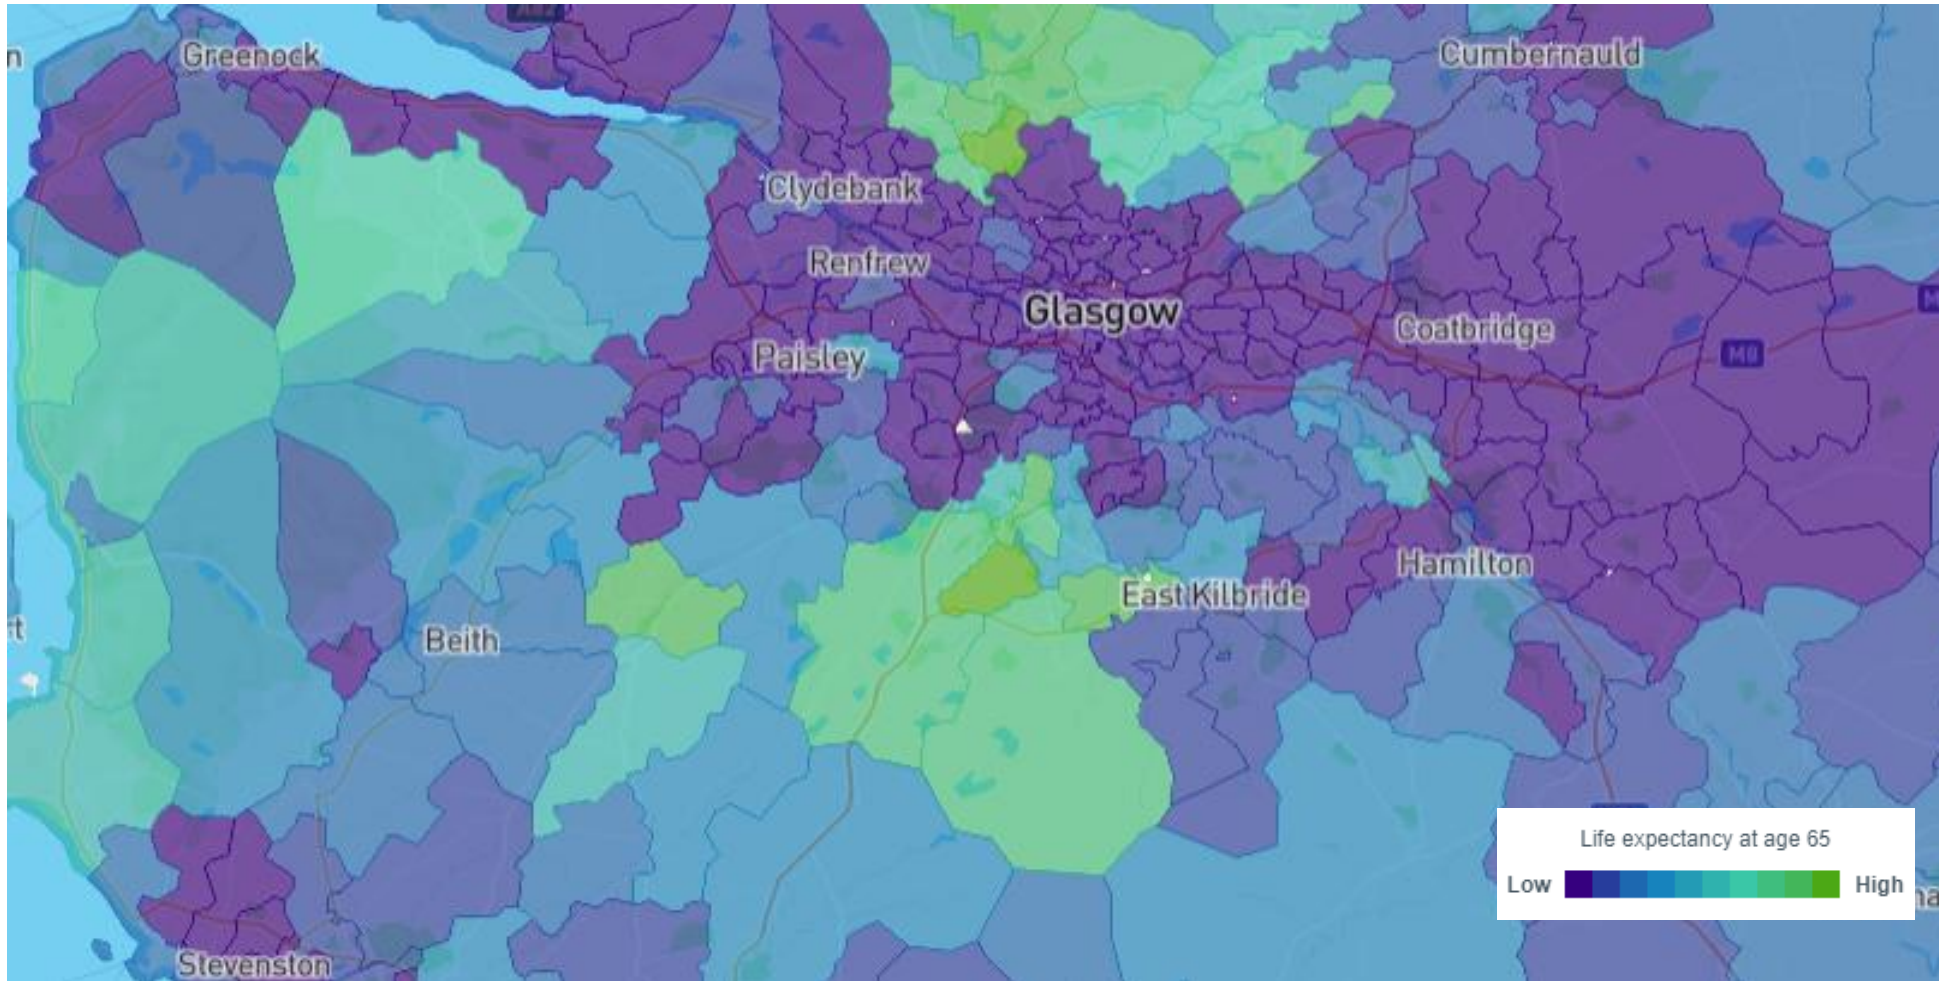 A82
Greenock
Cumbernauld
Clydebank
Renfrew
Glasgow
Coatbridge
Paisley
M8
Hamilton
East Kilbride
Beith
Stevenston
Life expectancy at age 65
Low
High